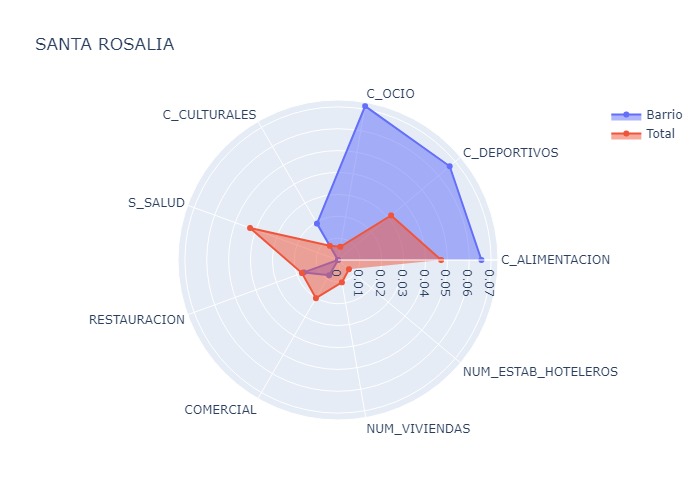 SANTA ROSALIA
C_OCIO
C_CULTURALES
Barrio
Total
C_DEPORTIVOS
S_SALUD
C_ALIMENTACION
0
0.01
0.02
0.03
0.04
0.05
0.06
0.07
RESTAURACION
NUM_ESTAB_HOTELEROS
COMERCIAL
NUM_VIVIENDAS